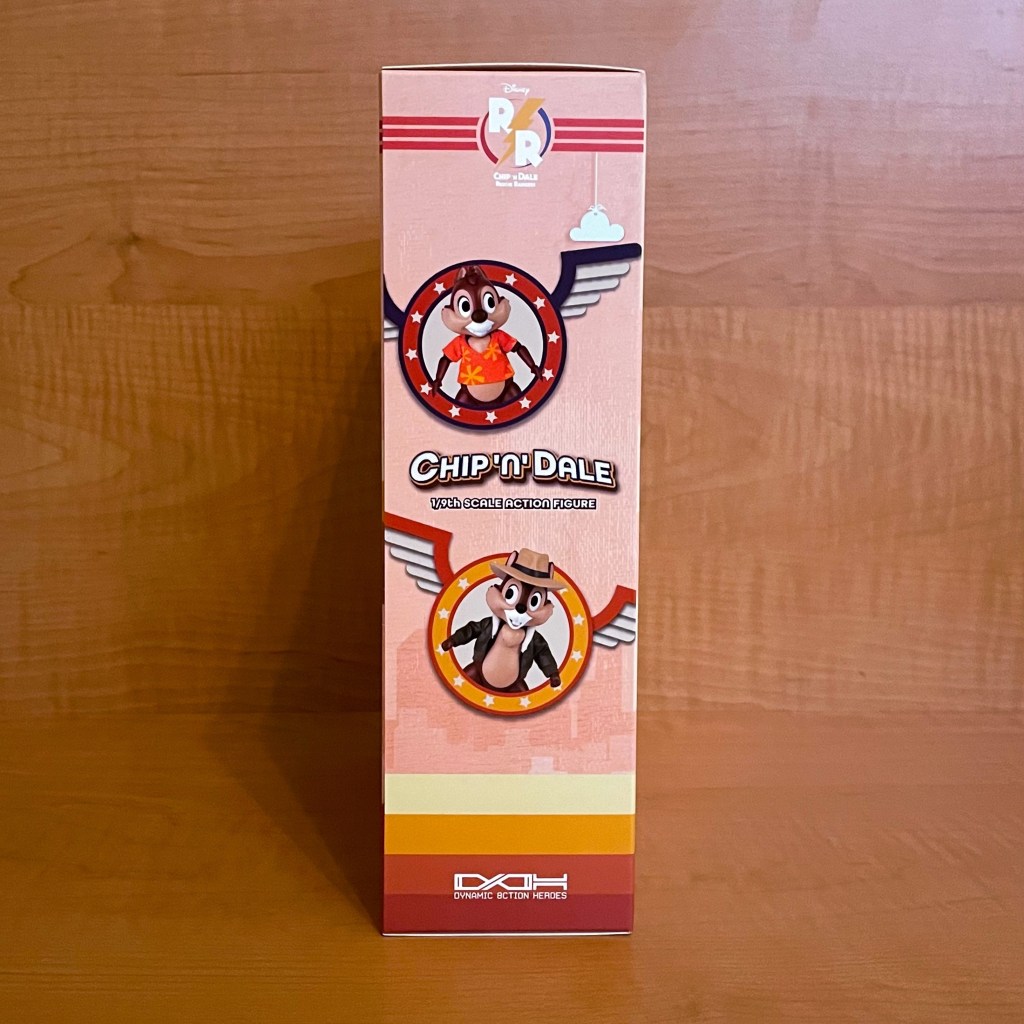 Disney
R
R
CHIP 'N' DALE
RESCUE RANGERS
CHIP 'N' DALE
1/9th SCALE ACTION FIGURE
DAH
DYNAMIC 8CTION HEROES